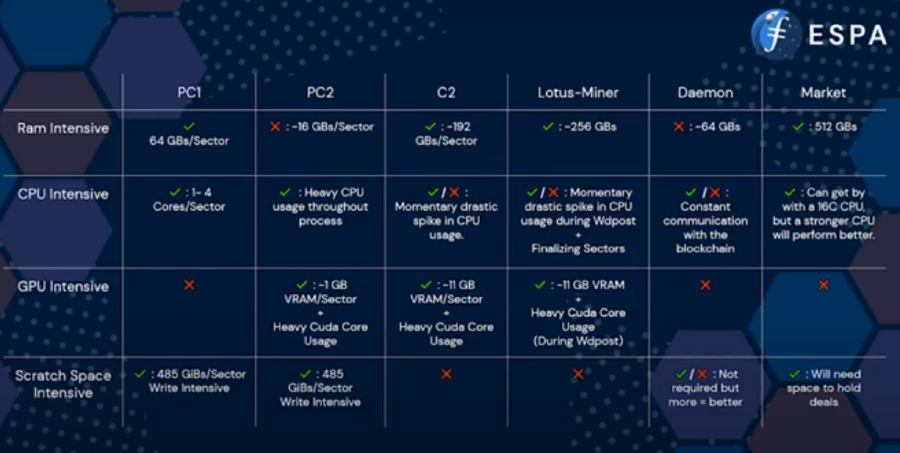 ESPA
PC1 PC2 C2 Lotus-Miner Daemon Market
Ram Intensive
✓
64 GBs/Sector
✕ : ~16 GBs/Sector
✓ : ~192
GBs/Sector
✓ : ~256 GBs
✕ : ~64 GBs
✓ : 512 GBs
CPU Intensive
✓ : 1- 4
Cores/Sector
✓ : Heavy CPU
usage throughout
process
✓ / ✕ :
Momentary drastic
spike in CPU
usage.
✓ / ✕ : Momentary
drastic spike in CPU
usage during Wdpost
+
Finalizing Sectors
✓ / ✕ :
Constant
communication
with the
blockchain
✓ : Can get by
with a 16C CPU,
but a stronger CPU
will perform better.
GPU Intensive
✕
✓ : ~1 GB
VRAM/Sector
+
Heavy Cuda Core
Usage
✓ : ~11 GB
VRAM/Sector
+
Heavy Cuda Core
Usage
✓ : ~11 GB VRAM
+
Heavy Cuda Core
Usage
(During Wdpost)
✕
✕
Scratch Space
Intensive
✓ : 485 GiBs/Sector
Write Intensive
✓ : 485
GiBs/Sector
Write Intensive
✕
✕
✓ / ✕ : Not
required but
more = better
✓ : Will need
space to hold
deals